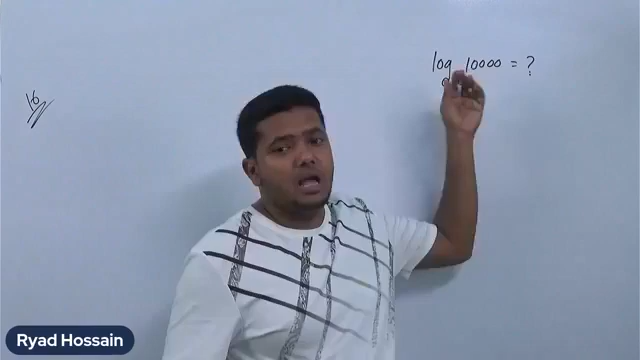 log 10000 = ?
16
Ryad Hossain